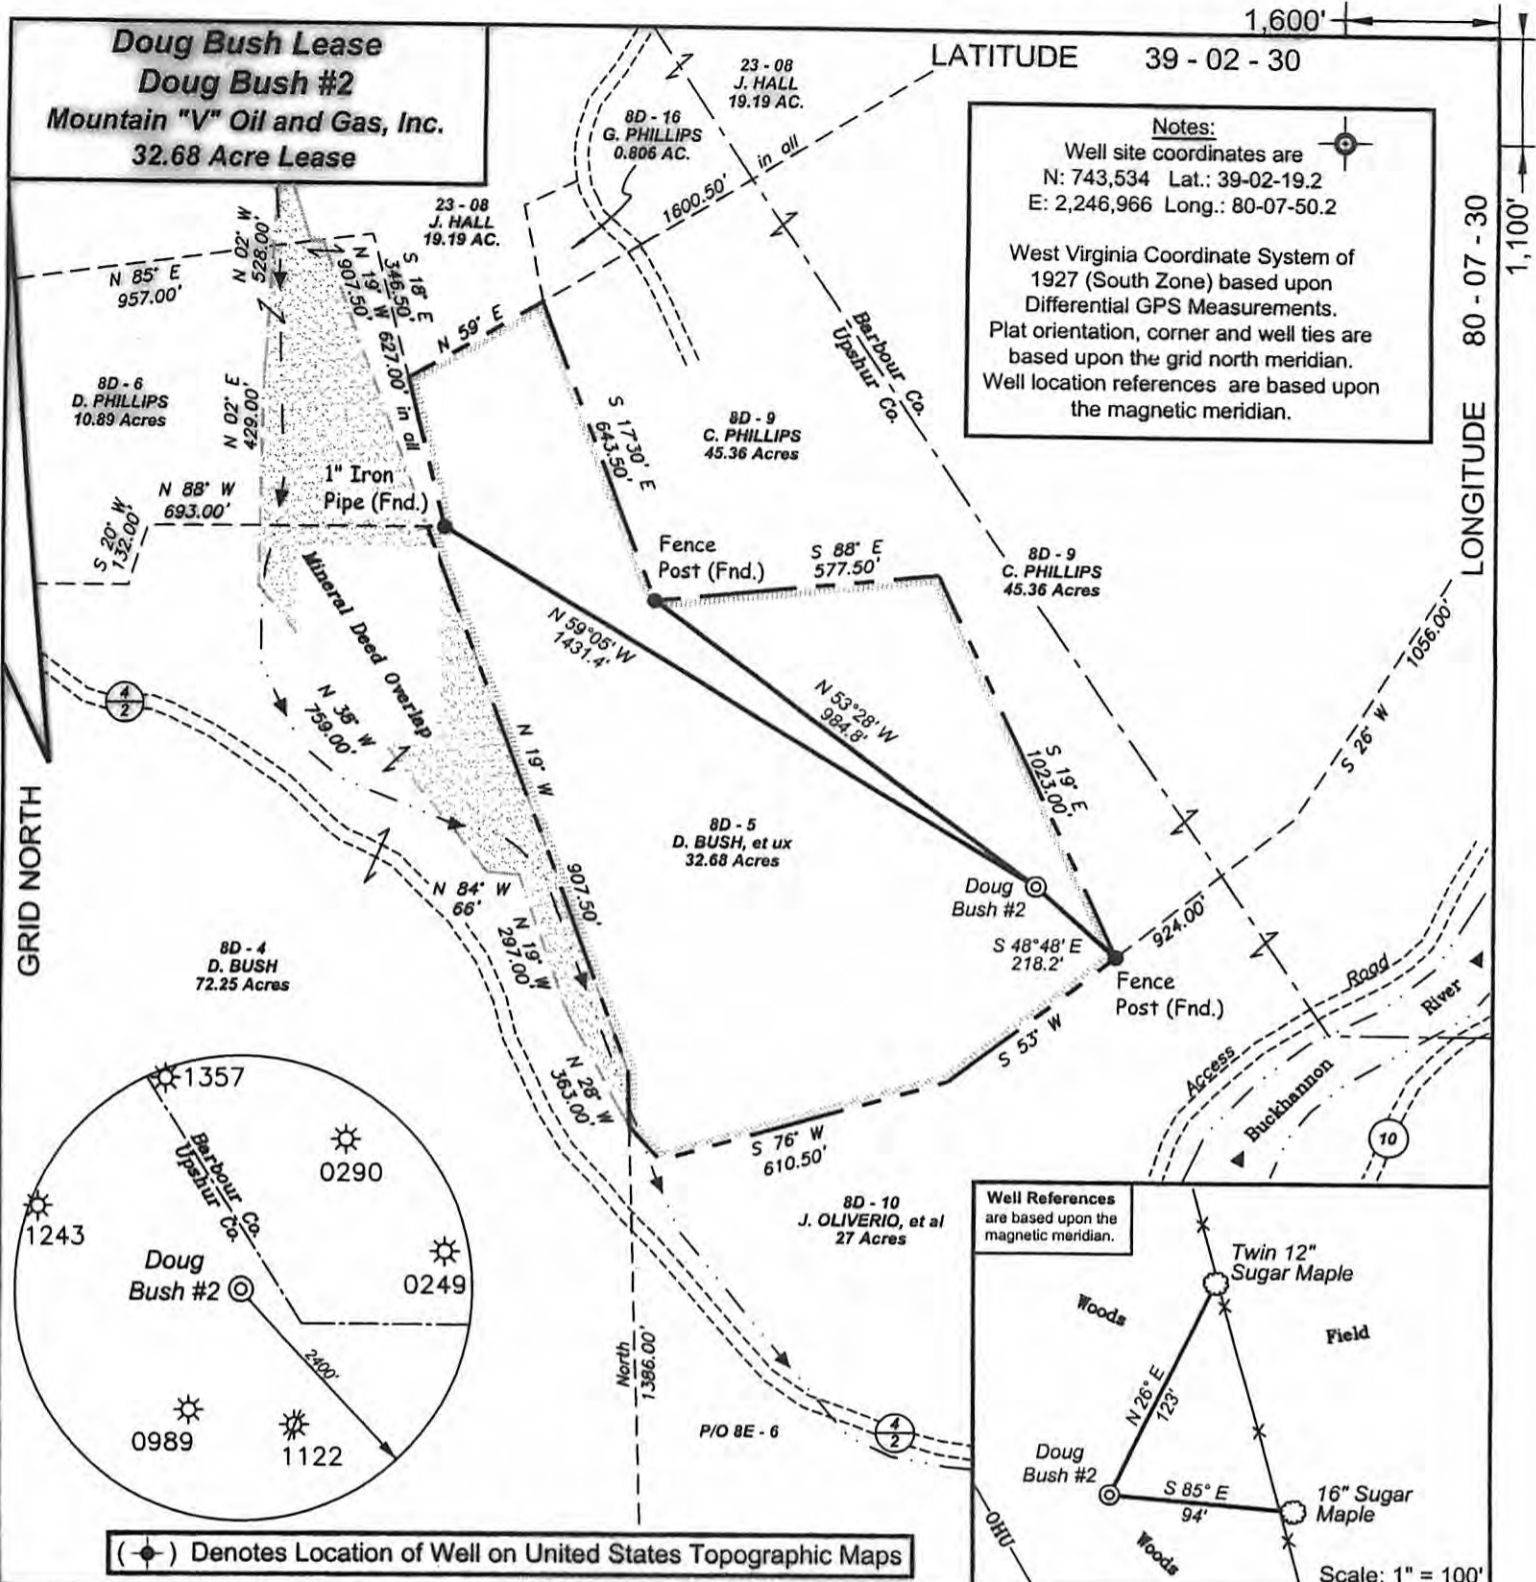 Doug Bush Lease
Doug Bush #2
Mountain "V" Oil and Gas, Inc.
32.68 Acre Lease
1,600'
LATITUDE 39 - 02 - 30
1,100'
LONGITUDE 80 - 07 - 30
Notes:
Well site coordinates are
N: 743,534 Lat.: 39-02-19.2
E: 2,246,966 Long.: 80-07-50.2
West Virginia Coordinate System of
1927 (South Zone) based upon
Differential GPS Measurements.
Plat orientation, corner and well ties are
based upon the grid north meridian.
Well location references are based upon
the magnetic meridian.
23 - 08
J. HALL
19.19 AC.
8D - 16
G. PHILLIPS
0.806 AC.
1600.50' in all
23 - 08
J. HALL
19.19 AC.
N 02° W
528.00'
N 85° E
957.00'
N 19° W 627.00' in all
907.50'
S 18° E
346.50'
N 59° E
Barbour Co.
Upshur Co.
8D - 6
D. PHILLIPS
10.89 Acres
N 02° E
429.00'
S 17°30' E
643.50'
8D - 9
C. PHILLIPS
45.36 Acres
1" Iron
Pipe (Fnd.)
N 88° W
693.00'
S 20° W
132.00'
Fence
Post (Fnd.)
S 88° E
577.50'
8D - 9
C. PHILLIPS
45.36 Acres
Mineral Deed Overlap
N 59°05' W
1431.4'
S 26° W 1056.00'
4
2
N 38° W
759.00'
N 53°28' W
984.8'
N 19° W
907.50'
S 19° E
1023.00'
GRID NORTH
8D - 5
D. BUSH, et ux
32.68 Acres
N 84° W
66'
Doug
Bush #2
N 19° W
297.00'
S 48°48' E
218.2'
924.00'
8D - 4
D. BUSH
72.25 Acres
Fence
Post (Fnd.)
Access Road
Buckhannon River
S 53° W
N 28° W
363.00'
S 76° W
610.50'
10
8D - 10
J. OLIVERIO, et al
27 Acres
1357
Barbour Co.
Upshur Co.
0290
1243
Doug
Bush #2
0249
2400'
0989
1122
North
1386.00'
P/O 8E - 6
4
2
OHU
Well References
are based upon the
magnetic meridian.
Twin 12"
Sugar Maple
Woods
Field
N 26° E
123'
Doug
Bush #2
S 85° E
94'
16" Sugar
Maple
Woods
Scale: 1" = 100'
( ) Denotes Location of Well on United States Topographic Maps